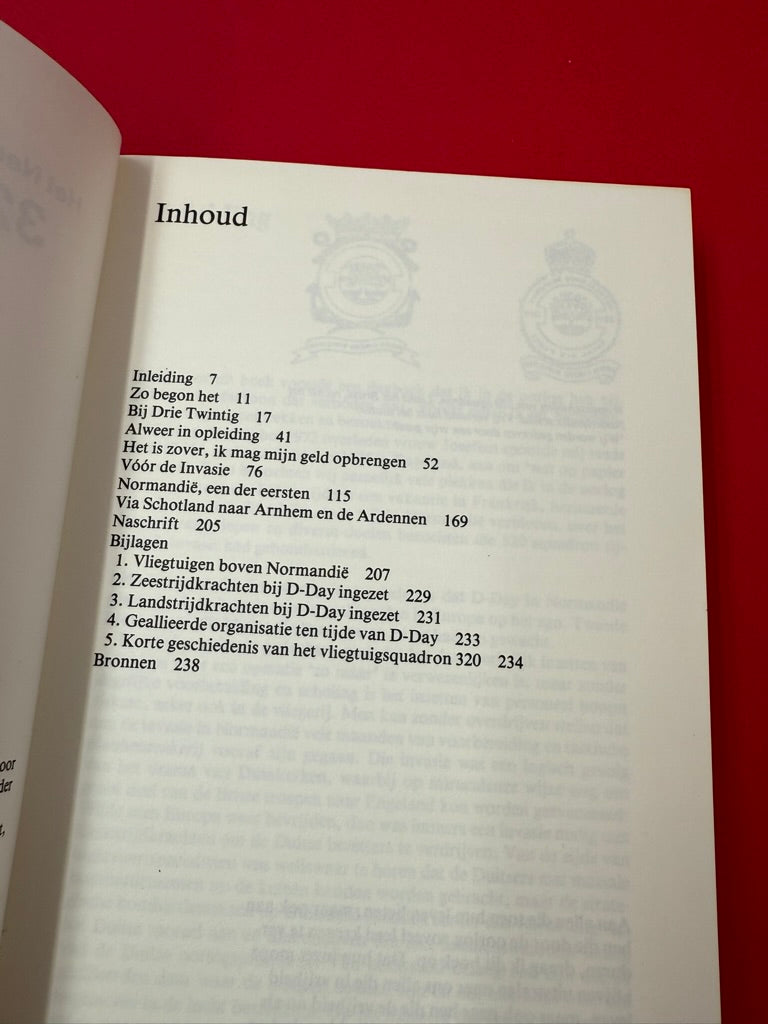 Inhoud
Inleiding 7
Zo begon het 11
Bij Drie Twintig 17
Alweer in opleiding 41
Het is zover, ik mag mijn geld opbrengen 52
Vóór de Invasie 76
Normandië, een der eersten 115
Via Schotland naar Arnhem en de Ardennen 169
Naschrift 205
Bijlagen
1. Vliegtuigen boven Normandië 207
2. Zeestrijdkrachten bij D-Day ingezet 229
3. Landstrijdkrachten bij D-Day ingezet 231
4. Geallieerde organisatie ten tijde van D-Day 233
5. Korte geschiedenis van het vliegtuigsquadron 320 234
Bronnen 238